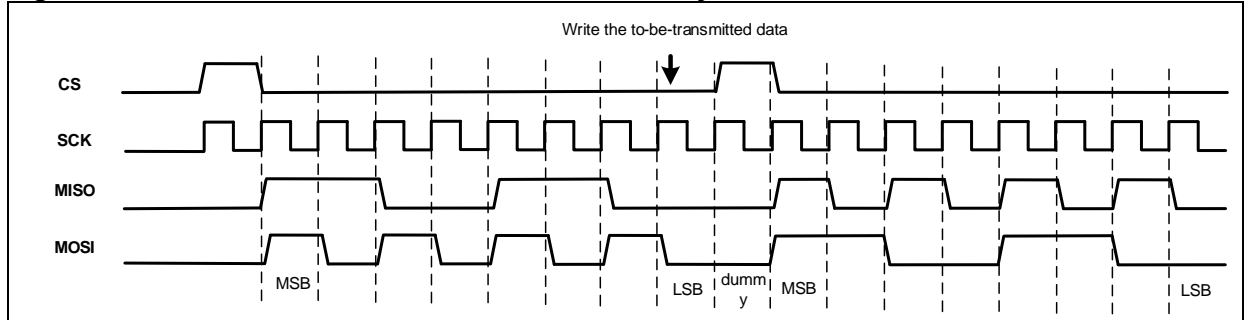 Write the to-be-transmitted data
CS
SCK
MISO
MOSI
MSB
LSB
dumm
y
MSB
LSB